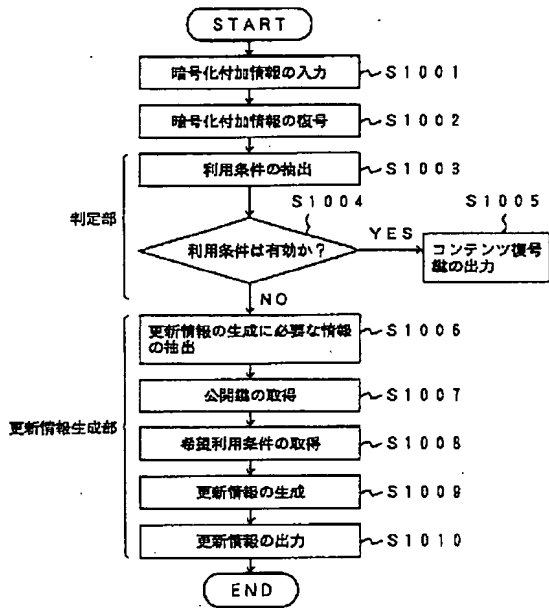 START
暗号化付加情報の入力
S1001
暗号化付加情報の復号
S1002
利用条件の抽出
S1003
判定部
S1004
S1005
利用条件は有効か?
YES
コンテンツ復号
鍵の出力
NO
更新情報の生成に必要な情報
の抽出
S1006
公開鍵の取得
S1007
更新情報生成部
希望利用条件の取得
S1008
更新情報の生成
S1009
更新情報の出力
S1010
END